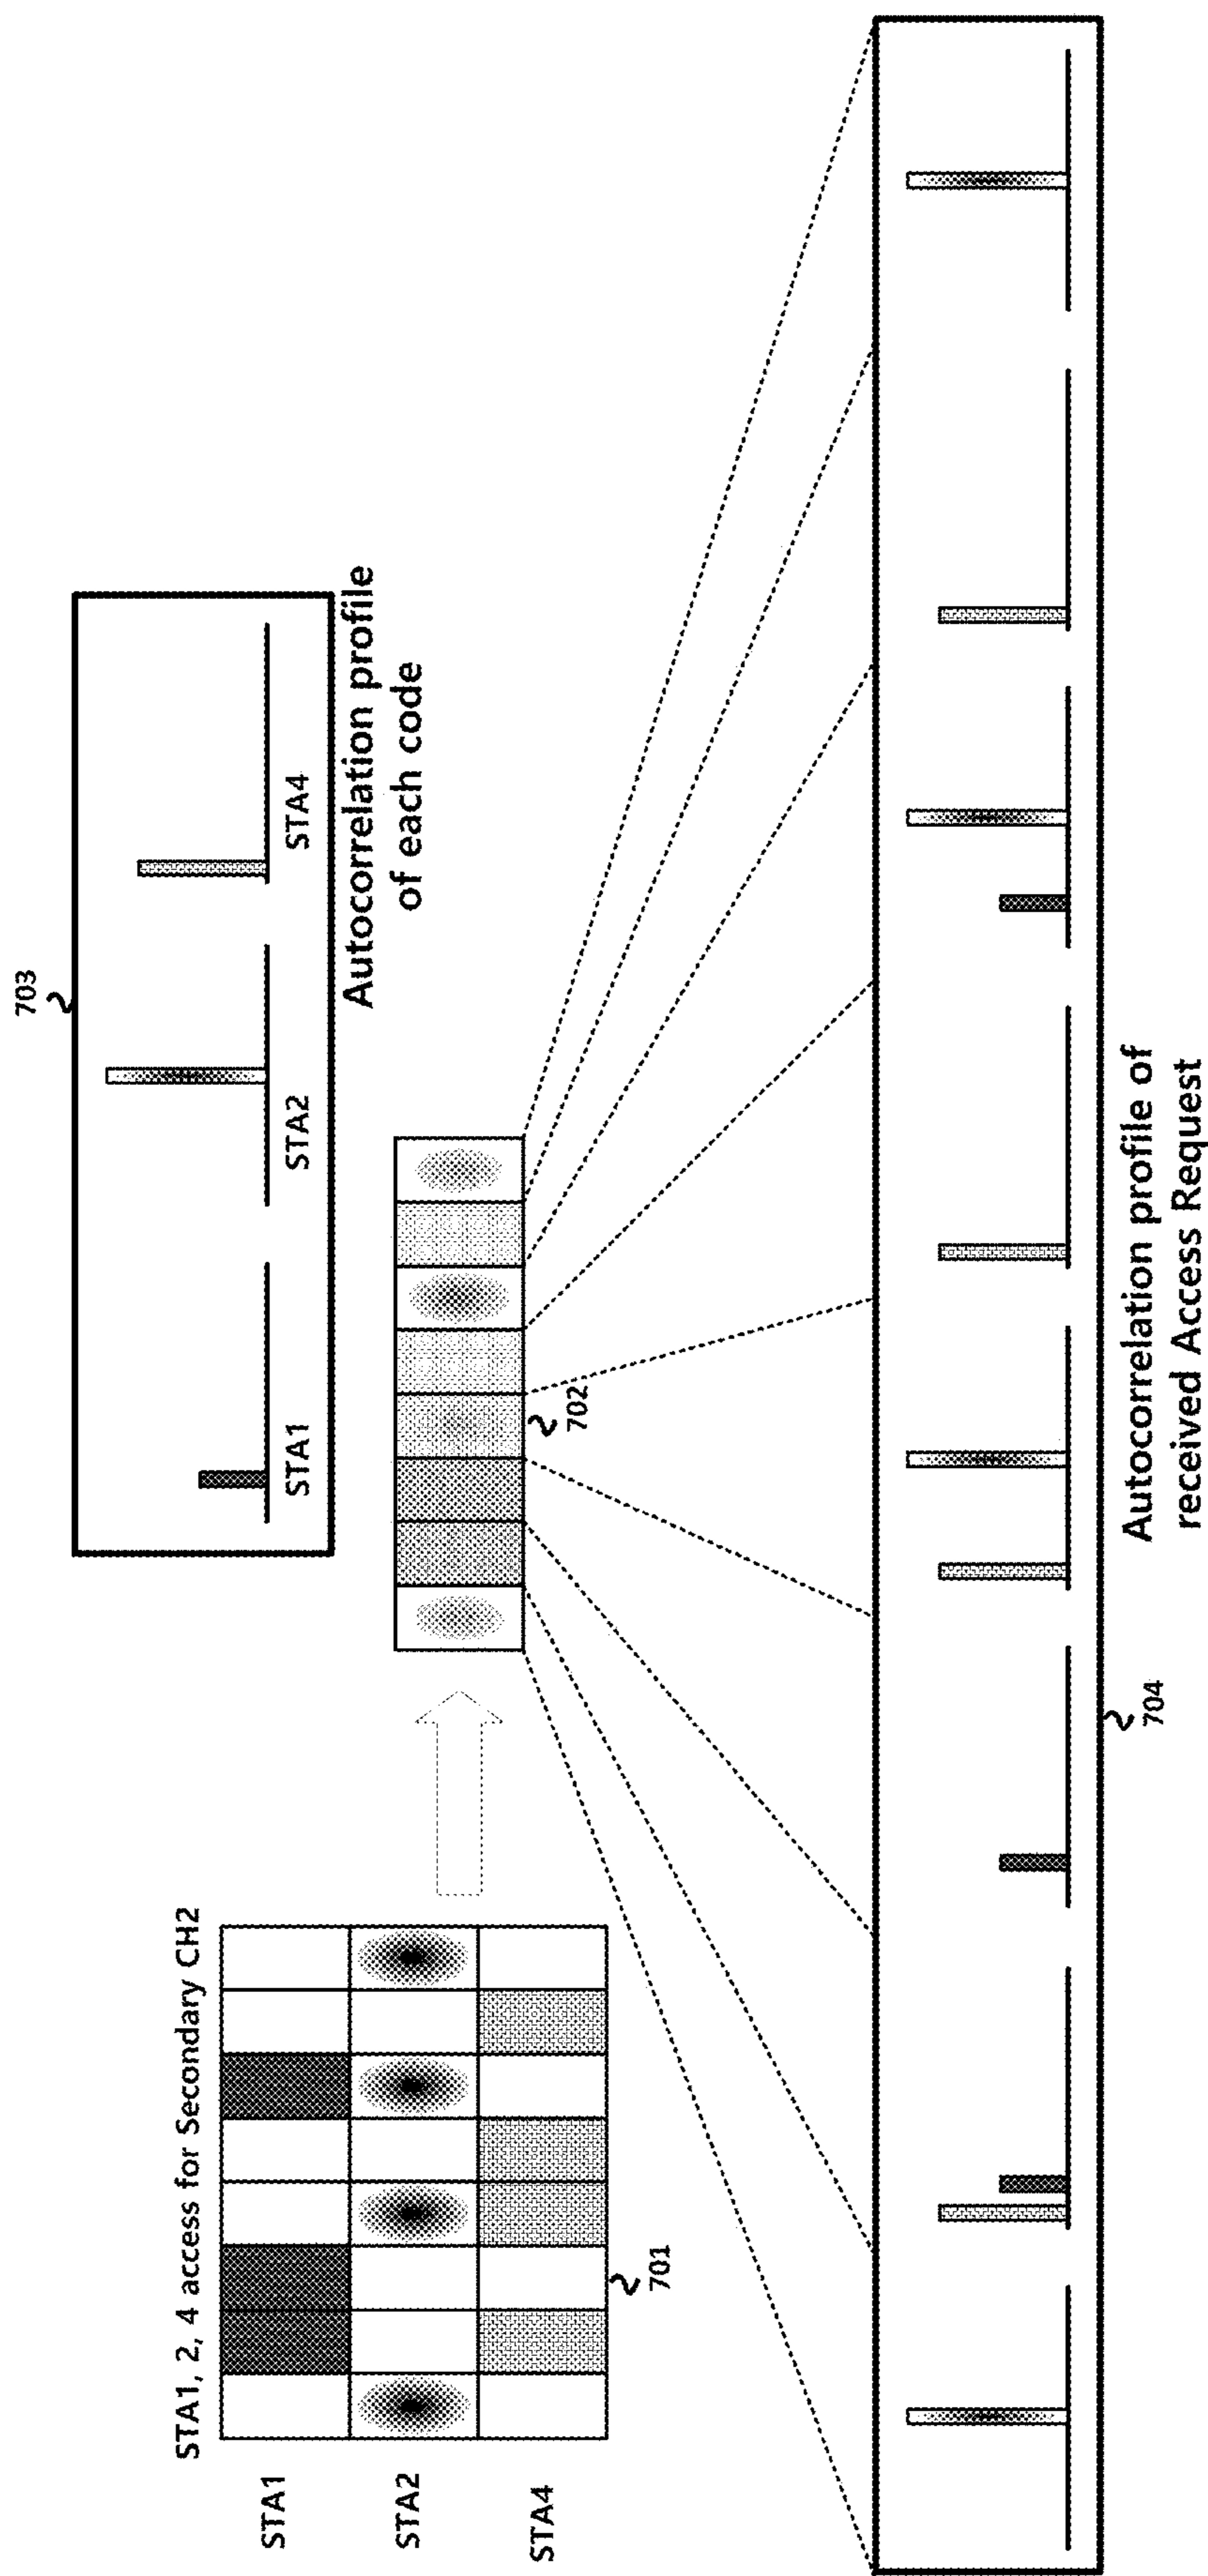 STA1, 2, 4 access for Secondary CH2
STA1
STA2
STA4
701
702
703
STA1
STA2
STA4
Autocorrelation profile
of each code
704
Autocorrelation profile of
received Access Request